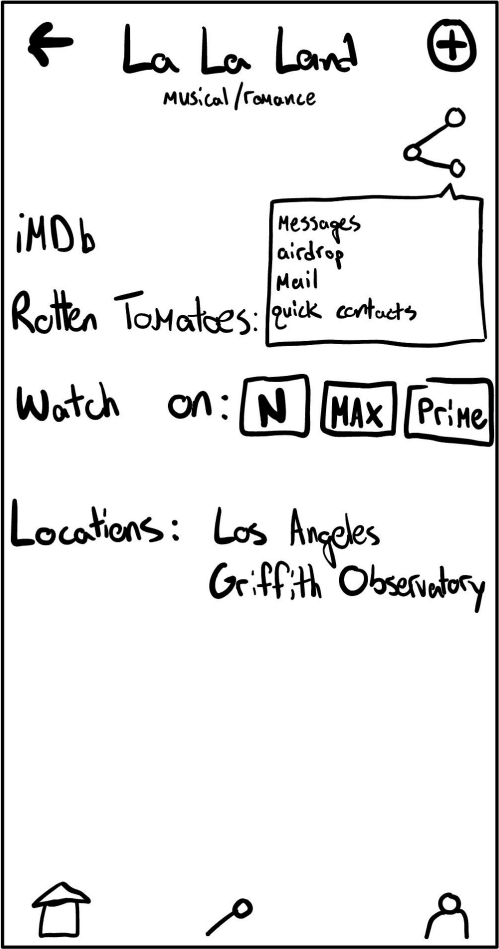 La La Land
Musical/romance
iMDb
Messages
airdrop
Mail
quick contacts
Rotten Tomatoes:
Watch on: N MAX Prime
Locations: Los Angeles
Griffith Observatory